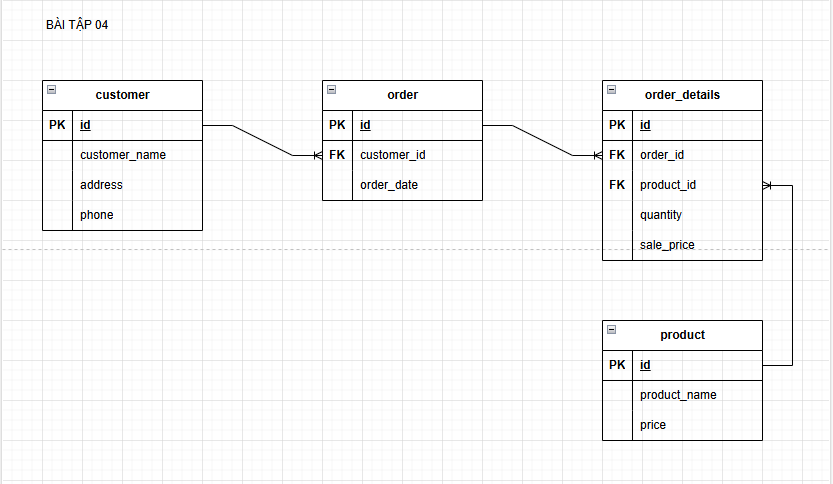 BÀI TẬP 04
customer
PK id
customer_name
address
phone
order
PK id
FK customer_id
order_date
order_details
PK id
FK order_id
FK product_id
quantity
sale_price
product
PK id
product_name
price